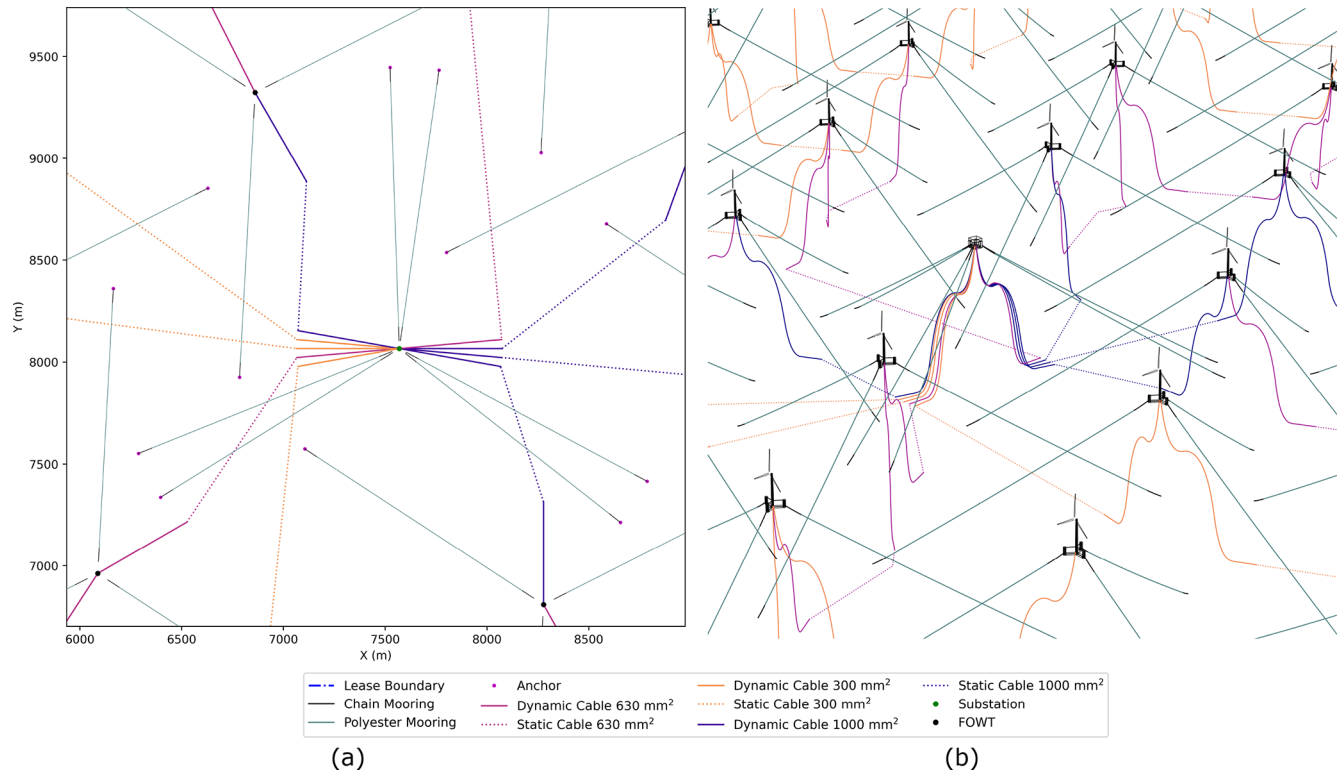 9500
9000
8500
8000
7500
7000
Y (m)
6000 6500 7000 7500 8000 8500
X (m)
Lease Boundary
Chain Mooring
Polyester Mooring
Anchor
Dynamic Cable 630 mm²
Static Cable 630 mm²
Dynamic Cable 300 mm²
Static Cable 300 mm²
Dynamic Cable 1000 mm²
Static Cable 1000 mm²
Substation
FOWT
(a) (b)